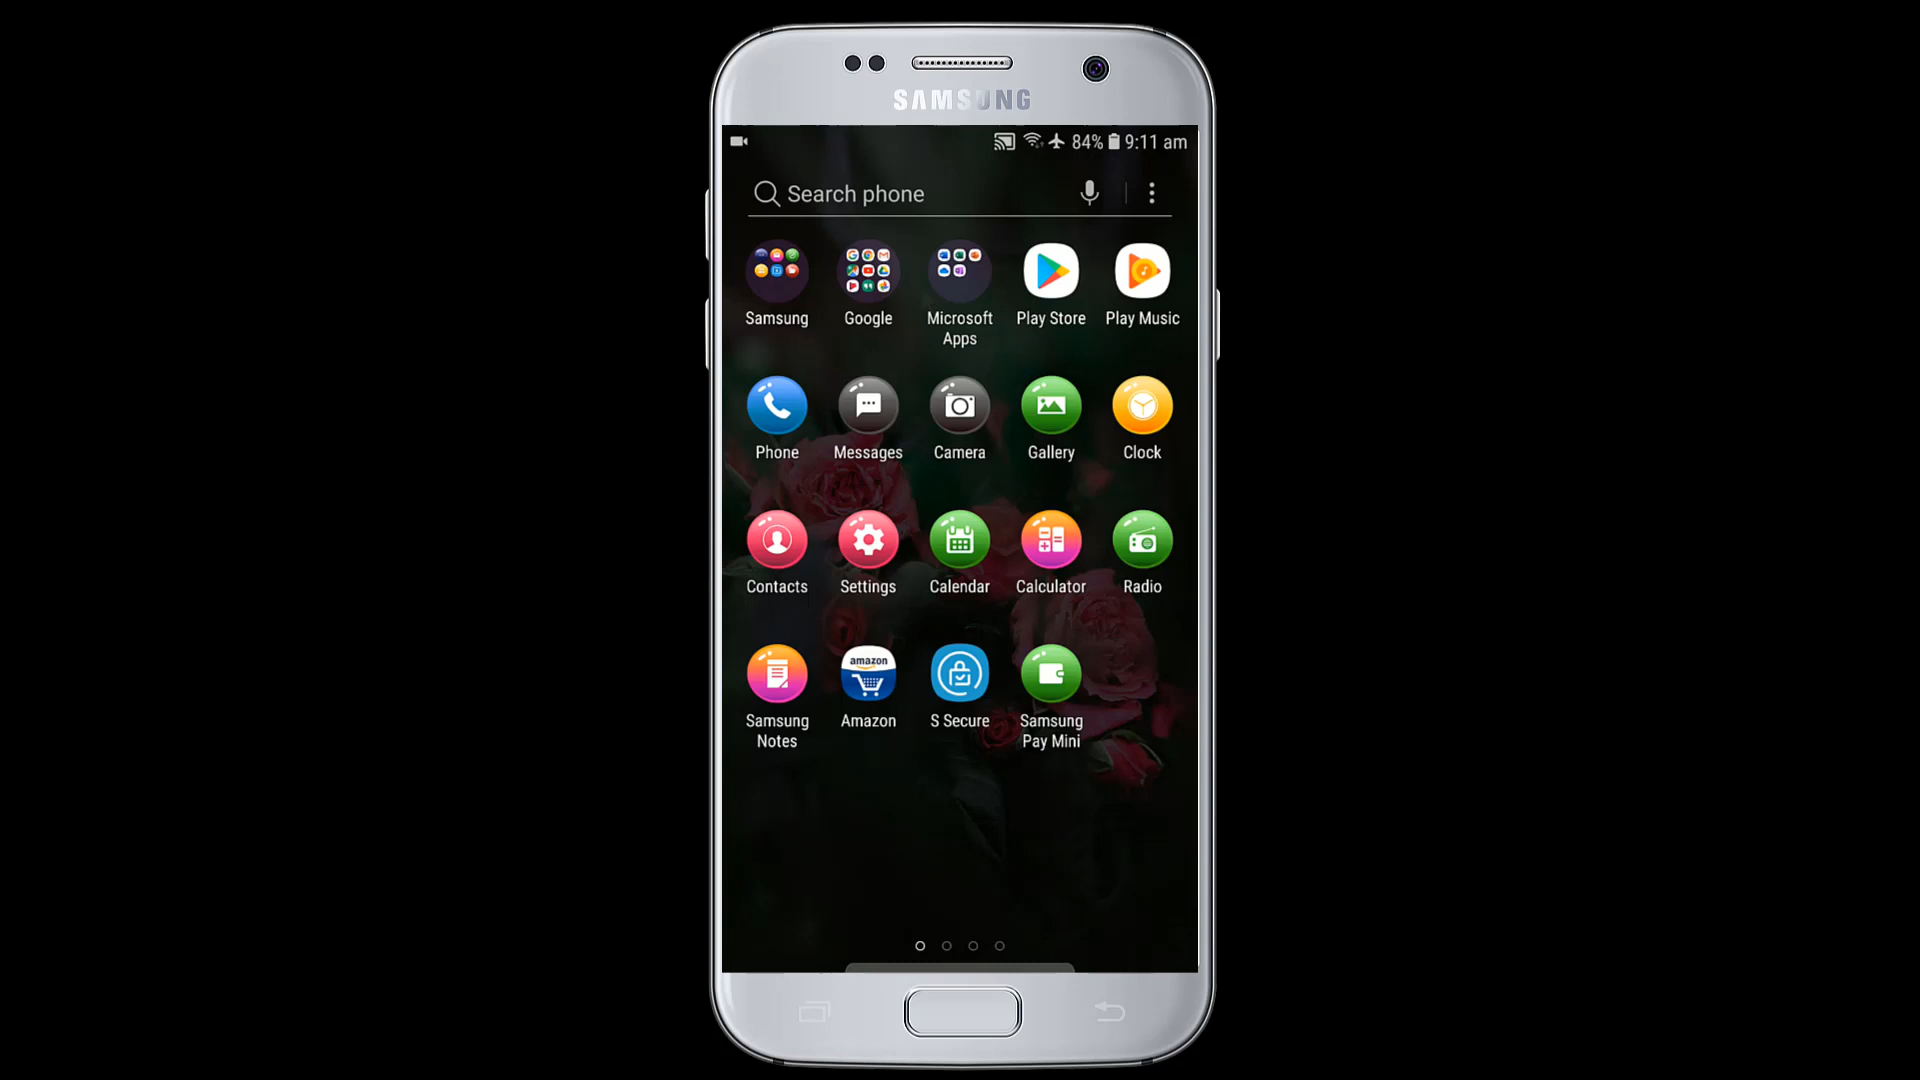 SAMSUNG
84% 9:11 am
Search phone
Samsung Google Microsoft Apps Play Store Play Music
Phone Messages Camera Gallery Clock
Contacts Settings Calendar Calculator Radio
amazon
Samsung Notes Amazon S Secure Samsung Pay Mini